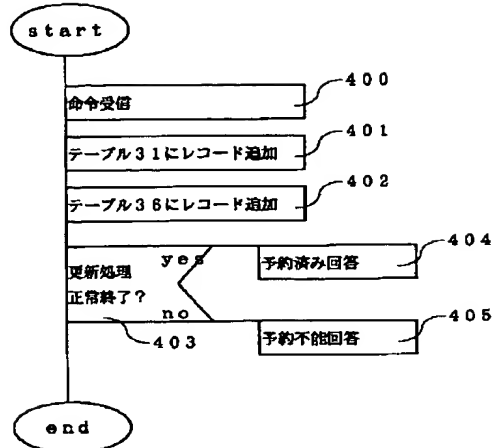 start
命令受信
400
テーブル31にレコード追加
401
テーブル36にレコード追加
402
更新処理
正常終了?
yes
no
403
予約済み回答
404
予約不能回答
405
end